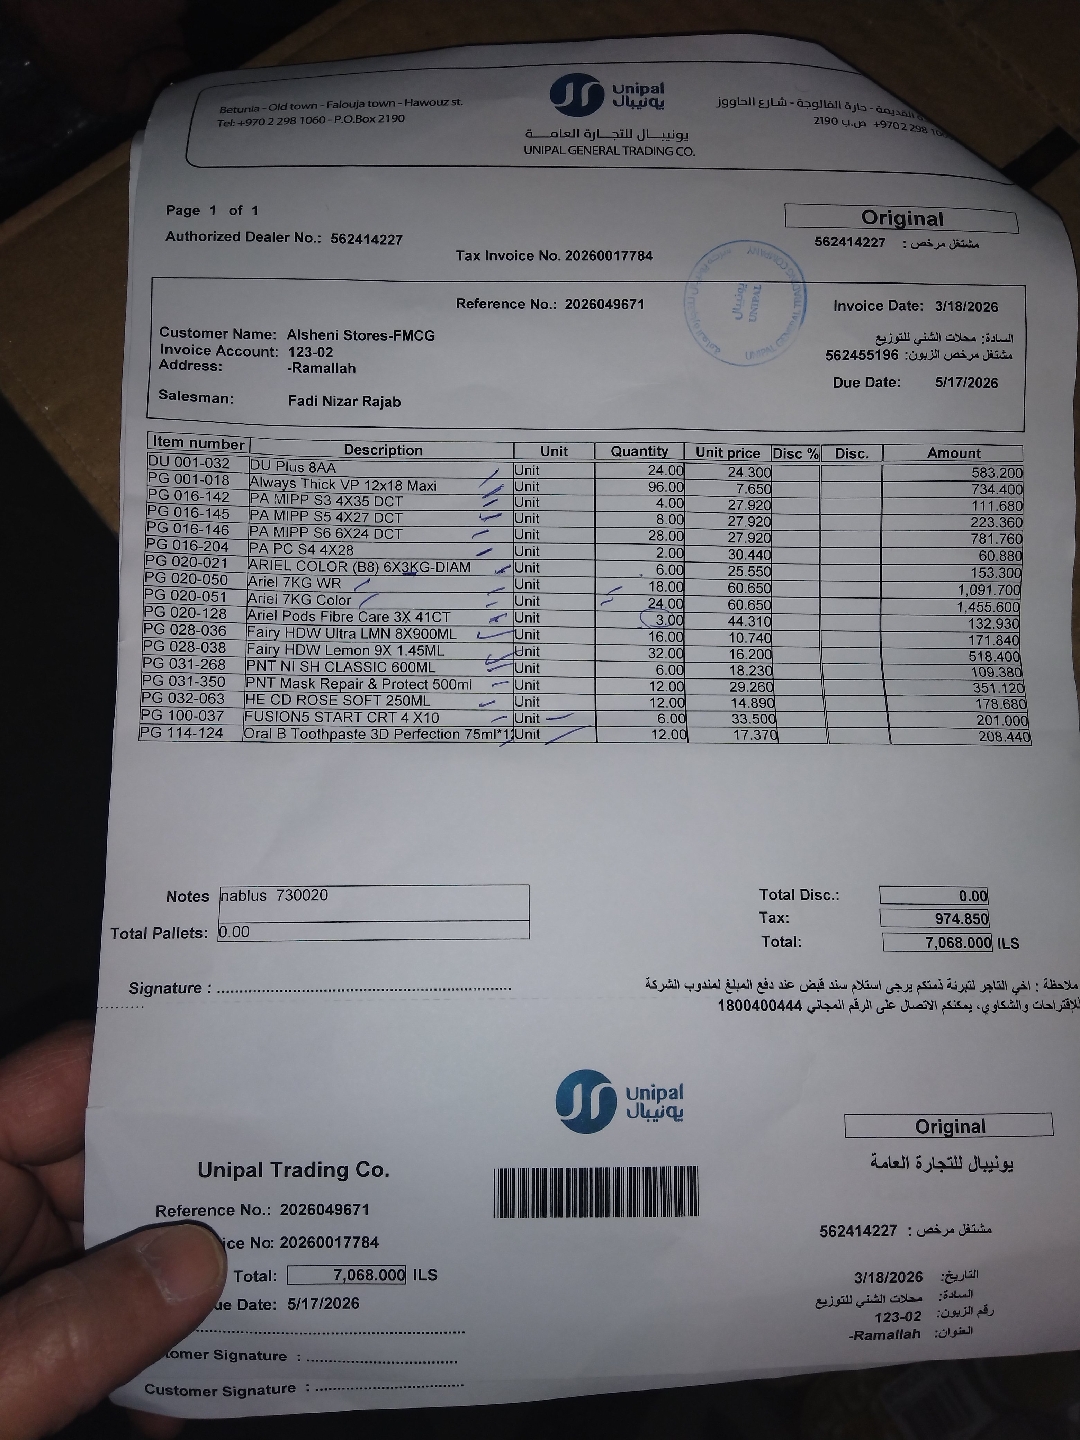 Betunia - Old town - Falouja town - Hawouz st.
Tel: +970 2 298 1060 - P.O.Box 2190
Unipal
يونيبال
يونيبال للتجارة العامة
UNIPAL GENERAL TRADING CO.
القديمة - حارة الفالوجة - شارع الحاووز
+970 2 298 ص.ب 2190
Page 1 of 1
Original
Authorized Dealer No.: 562414227
مشتغل مرخص : 562414227
Tax Invoice No. 20260017784
UNIPAL
يونيبال
Reference No.: 2026049671
Invoice Date: 3/18/2026
Customer Name: Alsheni Stores-FMCG
السادة: محلات الشني للتوزيع
Invoice Account: 123-02
مشتغل مرخص الزبون: 562455196
Address: -Ramallah
Due Date: 5/17/2026
Salesman: Fadi Nizar Rajab
Item number Description Unit Quantity Unit price Disc % Disc. Amount
DU 001-032 DU Plus 8AA Unit 24.00 24.300 583.200
PG 001-018 Always Thick VP 12x18 Maxi Unit 96.00 7.650 734.400
PG 016-142 PA MIPP S3 4X35 DCT Unit 4.00 27.920 111.680
PG 016-145 PA MIPP S5 4X27 DCT Unit 8.00 27.920 223.360
PG 016-146 PA MIPP S6 6X24 DCT Unit 28.00 27.920 781.760
PG 016-204 PA PC S4 4X28 Unit 2.00 30.440 60.880
PG 020-021 ARIEL COLOR (B8) 6X3KG-DIAM Unit 6.00 25.550 153.300
PG 020-050 Ariel 7KG WR Unit 18.00 60.650 1,091.700
PG 020-051 Ariel 7KG Color Unit 24.00 60.650 1,455.600
PG 020-128 Ariel Pods Fibre Care 3X 41CT Unit 3.00 44.310 132.930
PG 028-036 Fairy HDW Ultra LMN 8X900ML Unit 16.00 10.740 171.840
PG 028-038 Fairy HDW Lemon 9X 1.45ML Unit 32.00 16.200 518.400
PG 031-268 PNT NI SH CLASSIC 600ML Unit 6.00 18.230 109.380
PG 031-350 PNT Mask Repair & Protect 500ml Unit 12.00 29.260 351.120
PG 032-063 HE CD ROSE SOFT 250ML Unit 12.00 14.890 178.680
PG 100-037 FUSION5 START CRT 4 X10 Unit 6.00 33.500 201.000
PG 114-124 Oral B Toothpaste 3D Perfection 75ml*12 Unit 12.00 17.370 208.440
Notes nablus 730020
Total Disc.: 0.00
Tax: 974.850
Total Pallets: 0.00
Total: 7,068.000 ILS
Signature :
ملاحظة : اخي التاجر لتبرئة ذمتكم يرجى استلام سند قبض عند دفع المبلغ لمندوب الشركة
للإقتراحات والشكاوي، يمكنكم الاتصال على الرقم المجاني 1800400444
Unipal
يونيبال
Original
Unipal Trading Co.
يونيبال للتجارة العامة
Reference No.: 2026049671
مشتغل مرخص : 562414227
ice No: 20260017784
Total: 7,068.000 ILS
التاريخ: 3/18/2026
ue Date: 5/17/2026
السادة: محلات الشني للتوزيع
رقم الزبون: 123-02
العنوان: -Ramallah
tomer Signature :
Customer Signature :